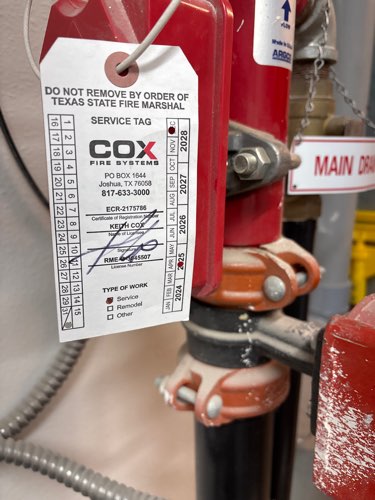 DO NOT REMOVE BY ORDER OF
TEXAS STATE FIRE MARSHAL
SERVICE TAG
COX
FIRE SYSTEMS
PO BOX 1644
Joshua, TX 76058
817-633-3000
ECR-2175786
Certificate of Registration Number
KEITH COX
Name of Licensee
RME-
License Number
TYPE OF WORK
Service
Remodel
Other
1 2 3 4 5 6 7 8 9 10 11 12 13 14 15
16 17 18 19 20 21 22 23 24 25 26 27 28 29 30 31
JAN FEB MAR APR MAY JUN JUL AUG SEP OCT NOV
2024 2025 2026 2027 2028
MAIN DRA